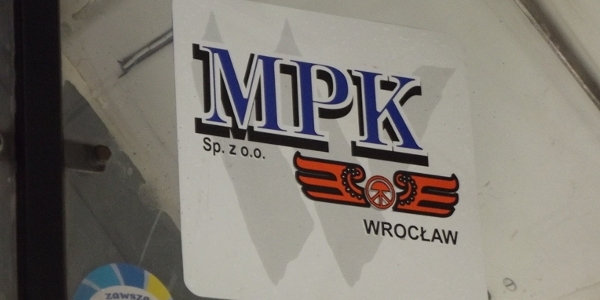 MPK
Sp. z o.o.
WROCŁAW
zawsze